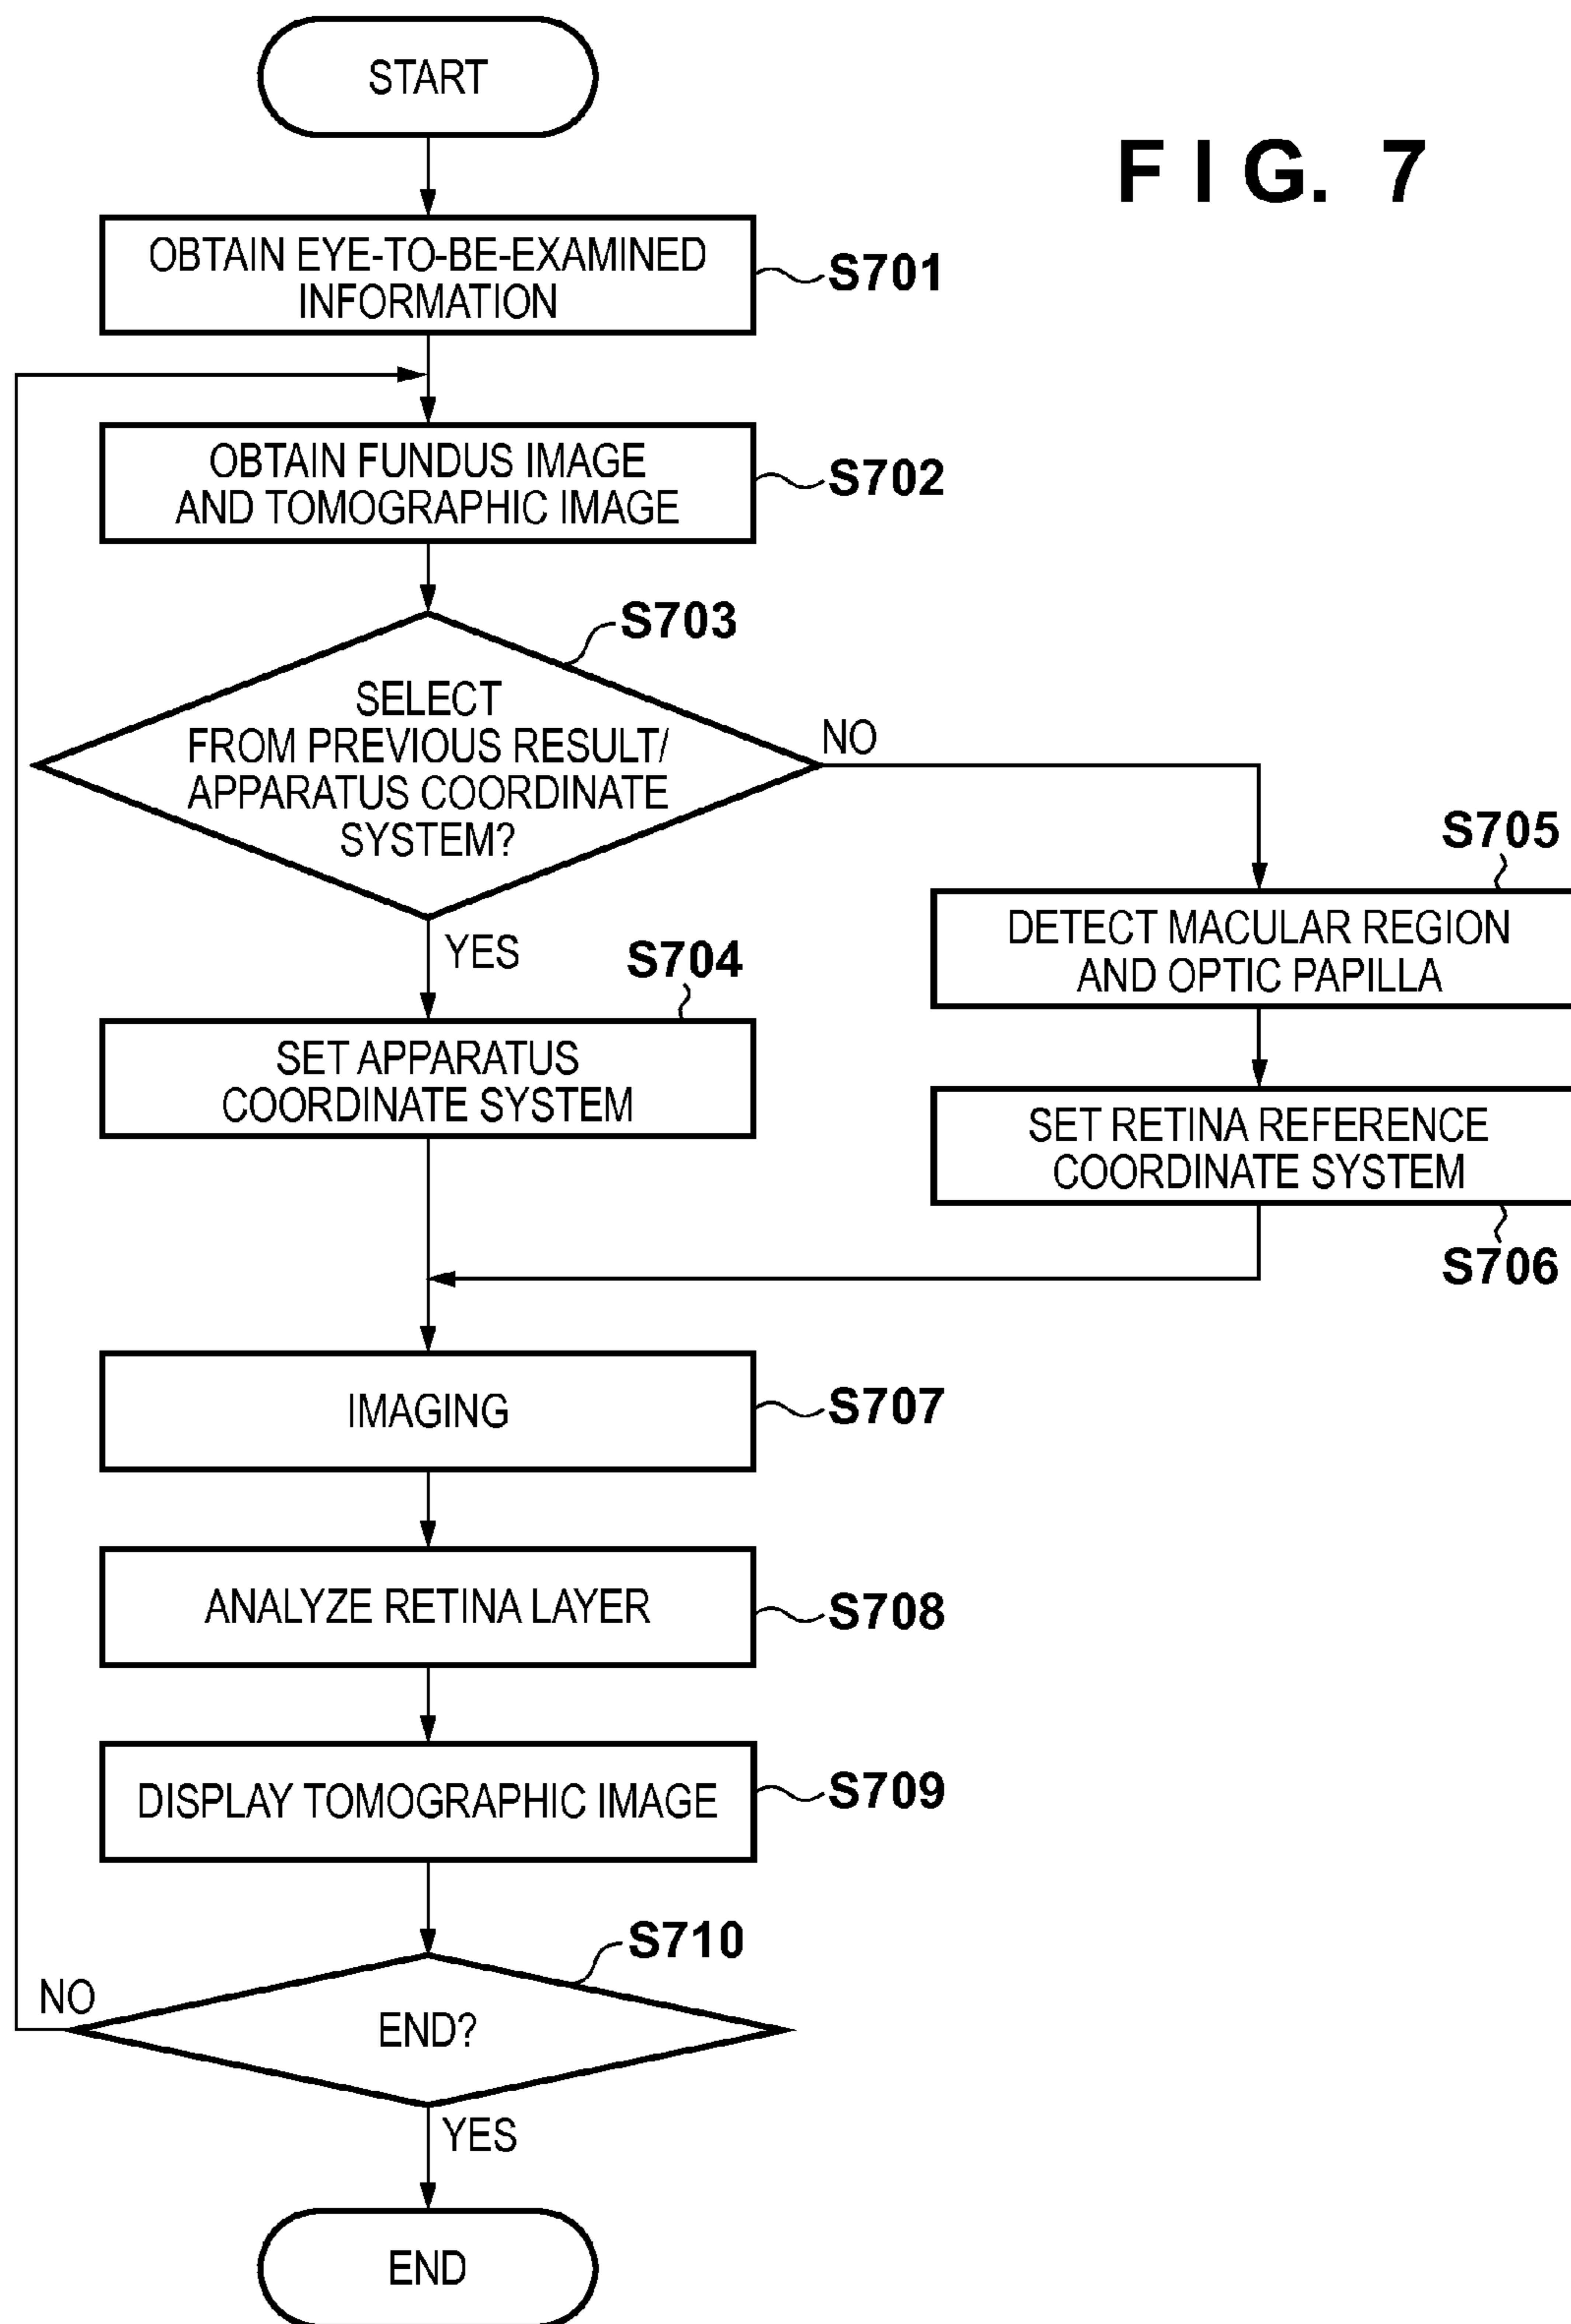 START
F I G. 7
OBTAIN EYE-TO-BE-EXAMINED
INFORMATION
S701
OBTAIN FUNDUS IMAGE
AND TOMOGRAPHIC IMAGE
S702
S703
SELECT
FROM PREVIOUS RESULT/
APPARATUS COORDINATE
SYSTEM?
NO
YES
S704
SET APPARATUS
COORDINATE SYSTEM
S705
DETECT MACULAR REGION
AND OPTIC PAPILLA
SET RETINA REFERENCE
COORDINATE SYSTEM
S706
IMAGING
S707
ANALYZE RETINA LAYER
S708
DISPLAY TOMOGRAPHIC IMAGE
S709
S710
NO
END?
YES
END